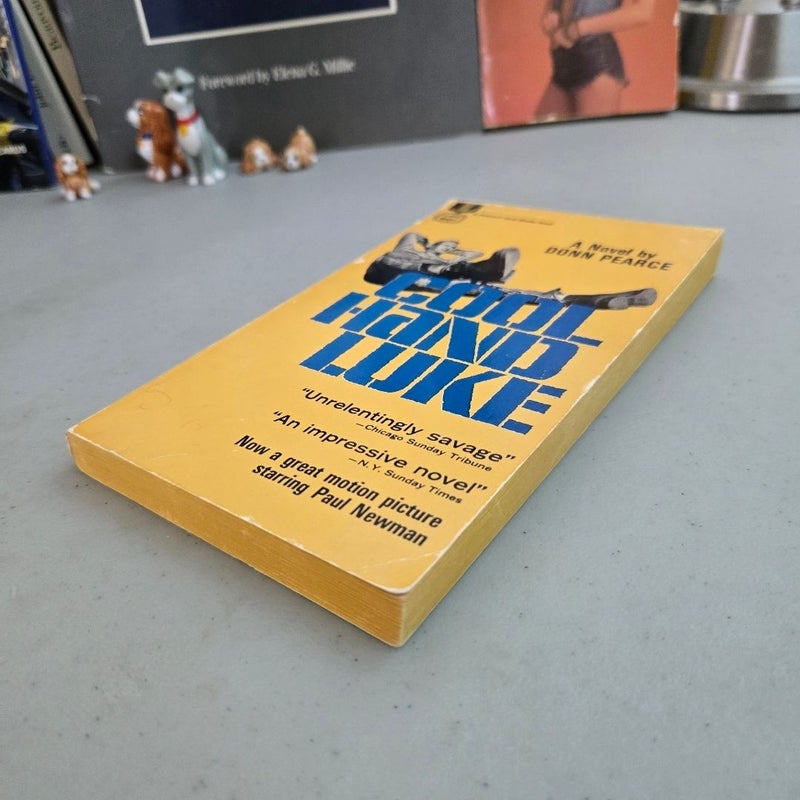 Foreword by Elena G. Millie
A Novel by
DONN PEARCE
COOL
HAND
LUKE
"Unrelentingly savage"
—Chicago Sunday Tribune
"An impressive novel"
—N.Y. Sunday Times
Now a great motion picture
starring Paul Newman